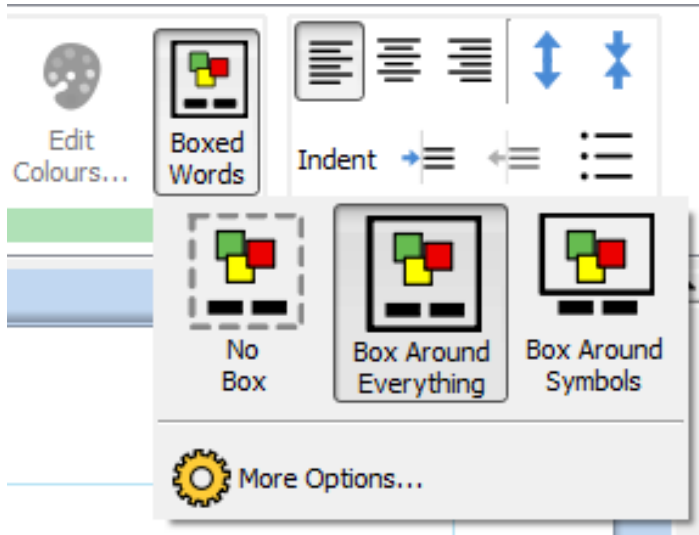 Edit
Colours...
Boxed
Words
Indent
No
Box
Box Around
Everything
Box Around
Symbols
More Options...